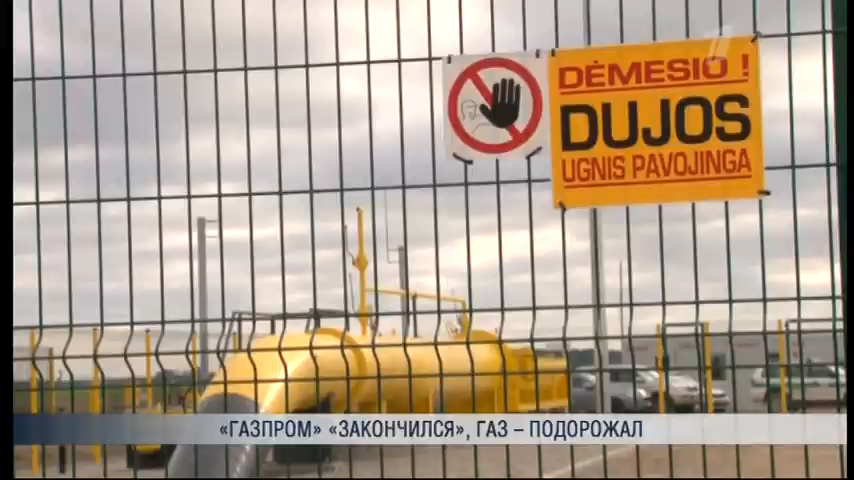 DĖMESIO !
DUJOS
UGNIS PAVOJINGA
«ГАЗПРОМ» «ЗАКОНЧИЛСЯ», ГАЗ – ПОДОРОЖАЛ